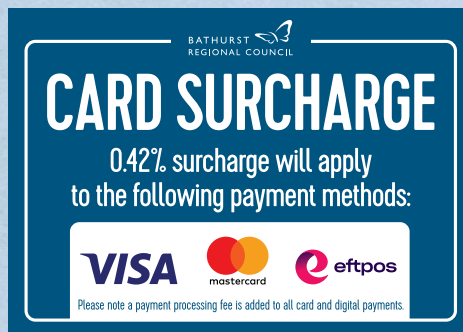 BATHURST
REGIONAL COUNCIL
CARD SURCHARGE
0.42% surcharge will apply
to the following payment methods:
VISA
mastercard
eftpos
Please note a payment processing fee is added to all card and digital payments.